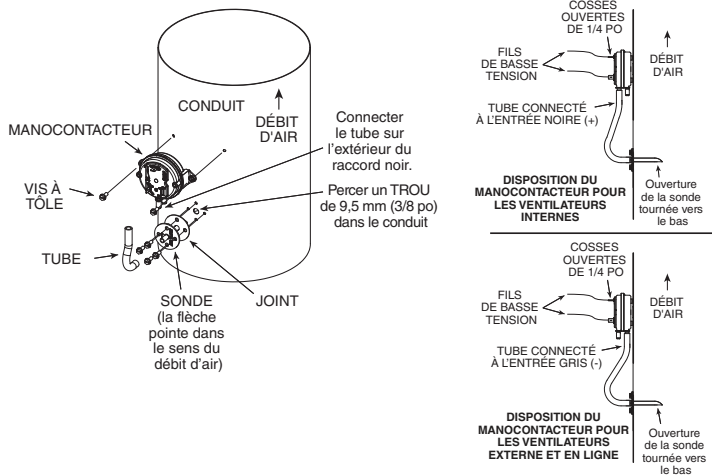 CONDUIT
DÉBIT
D'AIR
MANOCONTACTEUR
Connecter
le tube sur
l'extérieur du
raccord noir.
VIS À
TÔLE
Percer un TROU
de 9,5 mm (3/8 po)
dans le conduit
TUBE
SONDE
(la flèche
pointe dans
le sens du
débit d'air)
JOINT
COSSES
OUVERTES
DE 1/4 PO
FILS
DE BASSE
TENSION
DÉBIT
D'AIR
TUBE CONNECTÉ
À L'ENTRÉE NOIRE (+)
DISPOSITION DU
MANOCONTACTEUR POUR
LES VENTILATEURS
INTERNES
Ouverture
de la sonde
tournée vers
le bas
COSSES
OUVERTES
DE 1/4 PO
FILS
DE BASSE
TENSION
DÉBIT
D'AIR
TUBE CONNECTÉ
À L'ENTRÉE GRIS (-)
DISPOSITION DU
MANOCONTACTEUR POUR
LES VENTILATEURS
EXTERNE ET EN LIGNE
Ouverture
de la sonde
tournée vers
le bas